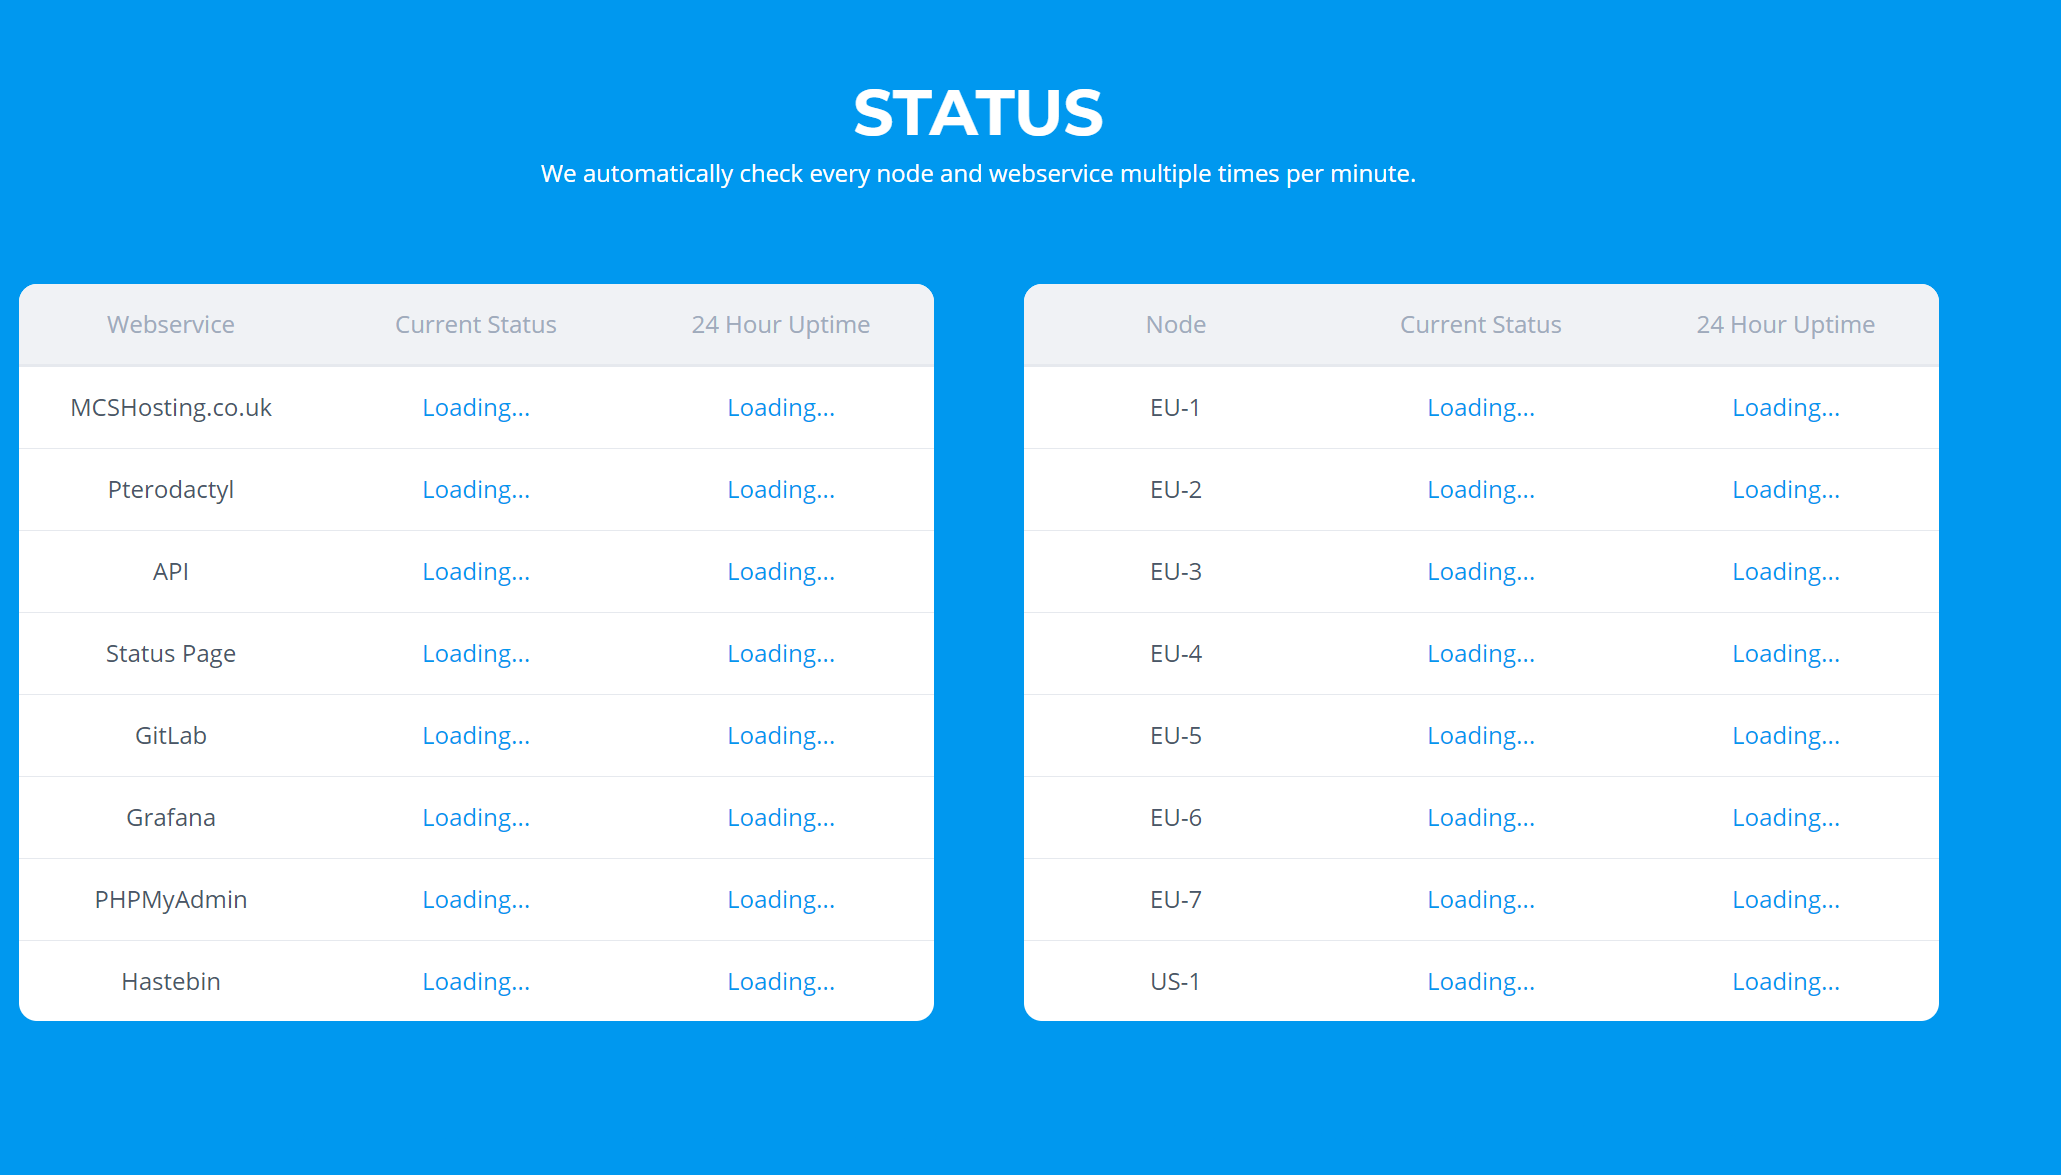 STATUS
We automatically check every node and webservice multiple times per minute.
Webservice Current Status 24 Hour Uptime
MCSHosting.co.uk Loading... Loading...
Pterodactyl Loading... Loading...
API Loading... Loading...
Status Page Loading... Loading...
GitLab Loading... Loading...
Grafana Loading... Loading...
PHPMyAdmin Loading... Loading...
Hastebin Loading... Loading...
Node Current Status 24 Hour Uptime
EU-1 Loading... Loading...
EU-2 Loading... Loading...
EU-3 Loading... Loading...
EU-4 Loading... Loading...
EU-5 Loading... Loading...
EU-6 Loading... Loading...
EU-7 Loading... Loading...
US-1 Loading... Loading...